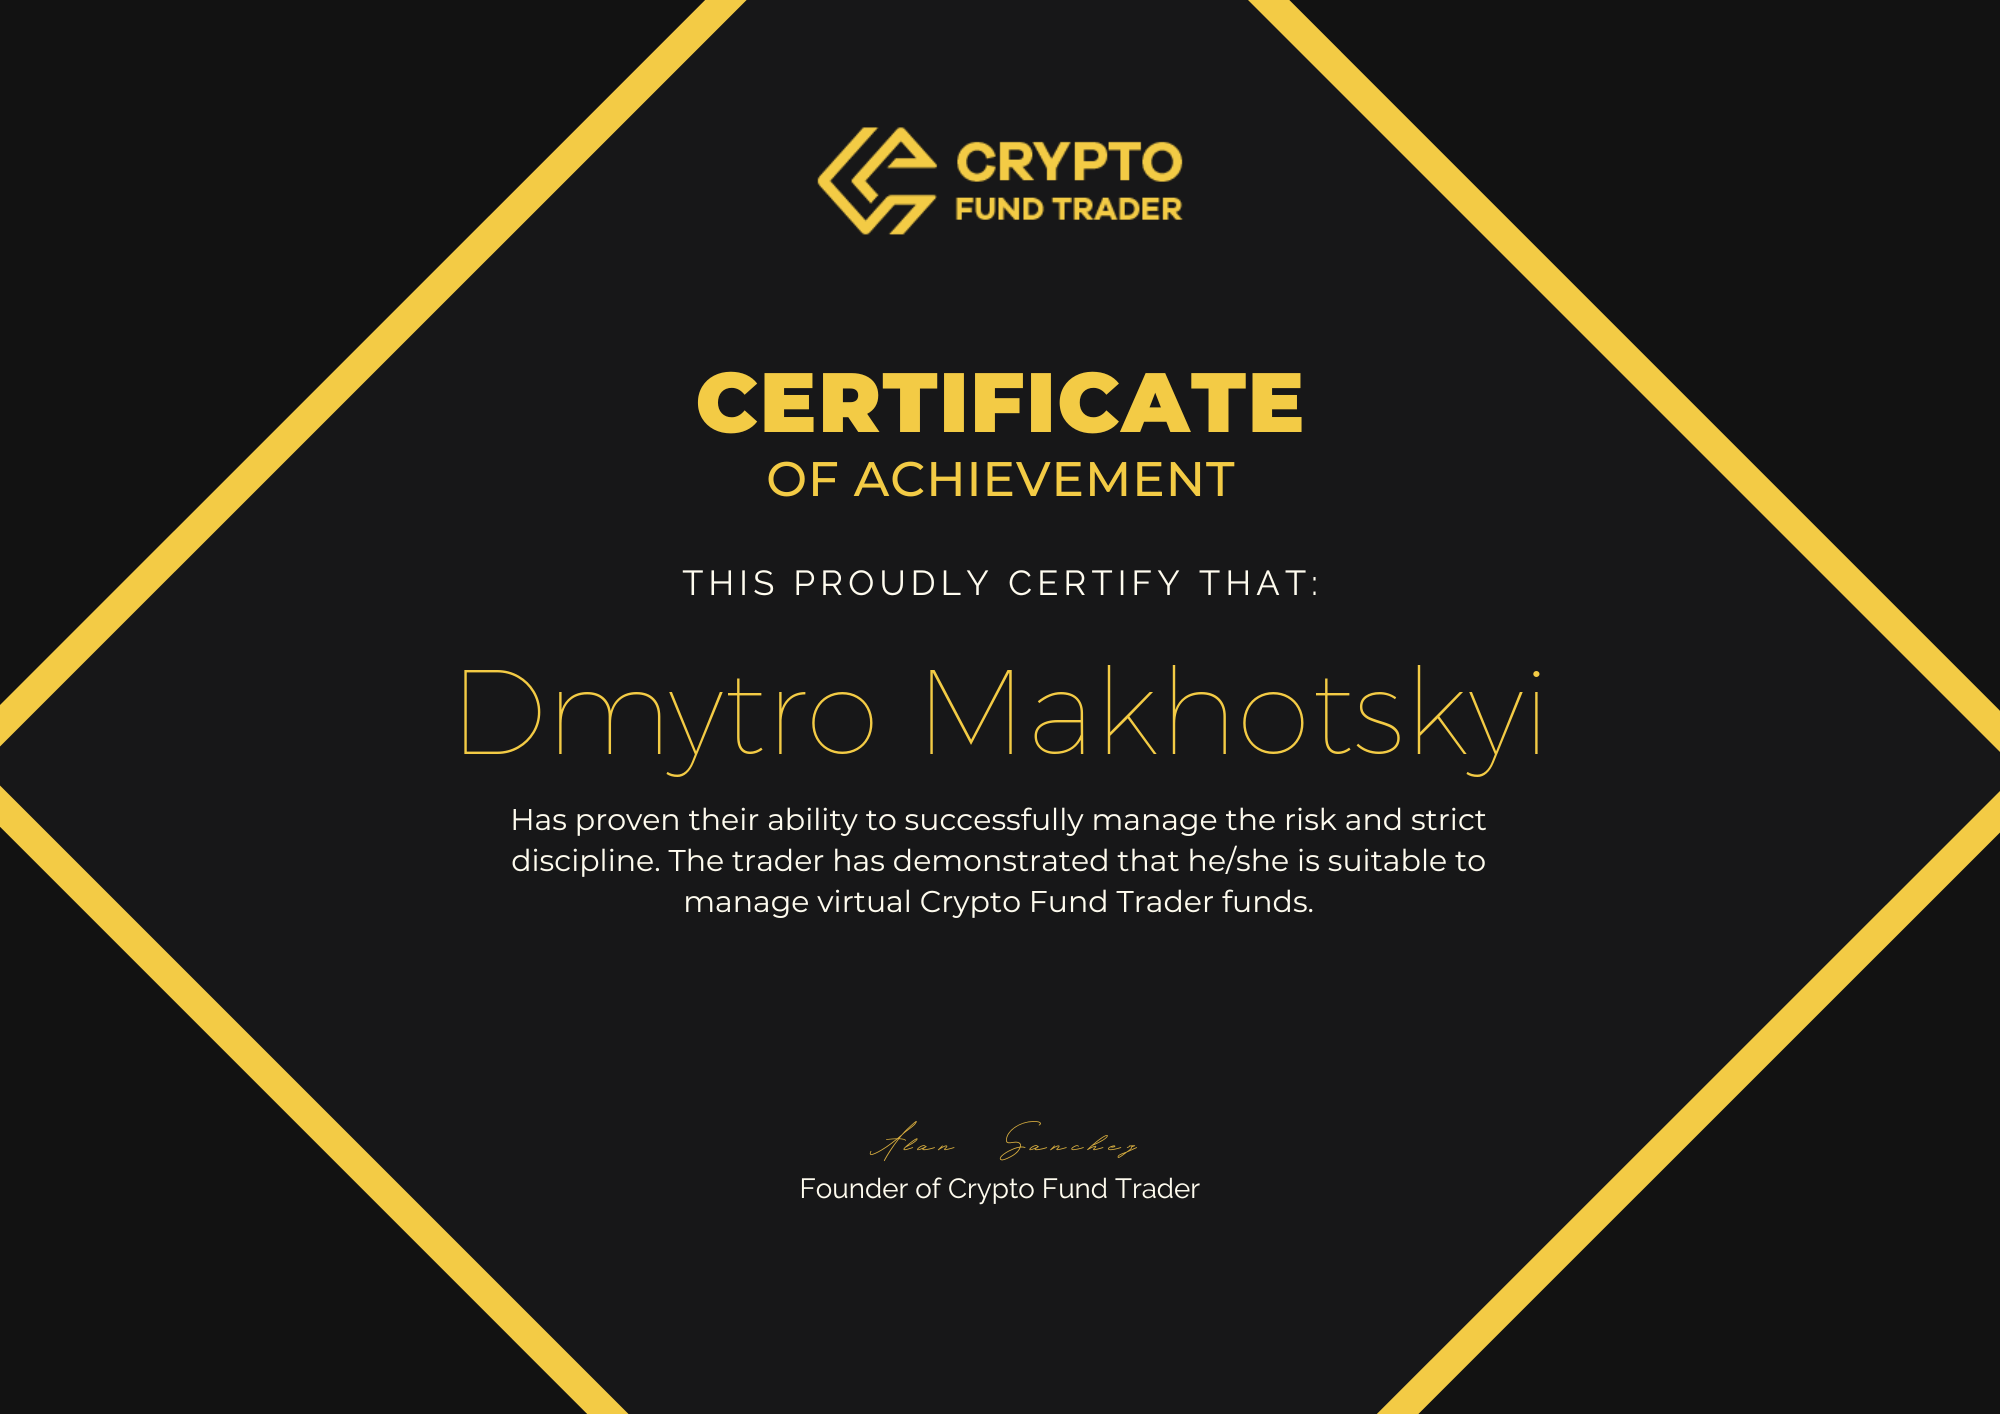 CRYPTO
FUND TRADER
CERTIFICATE
OF ACHIEVEMENT
THIS PROUDLY CERTIFY THAT:
Dmytro Makhotskyi
Has proven their ability to successfully manage the risk and strict
discipline. The trader has demonstrated that he/she is suitable to
manage virtual Crypto Fund Trader funds.
Alan Sanchez
Founder of Crypto Fund Trader